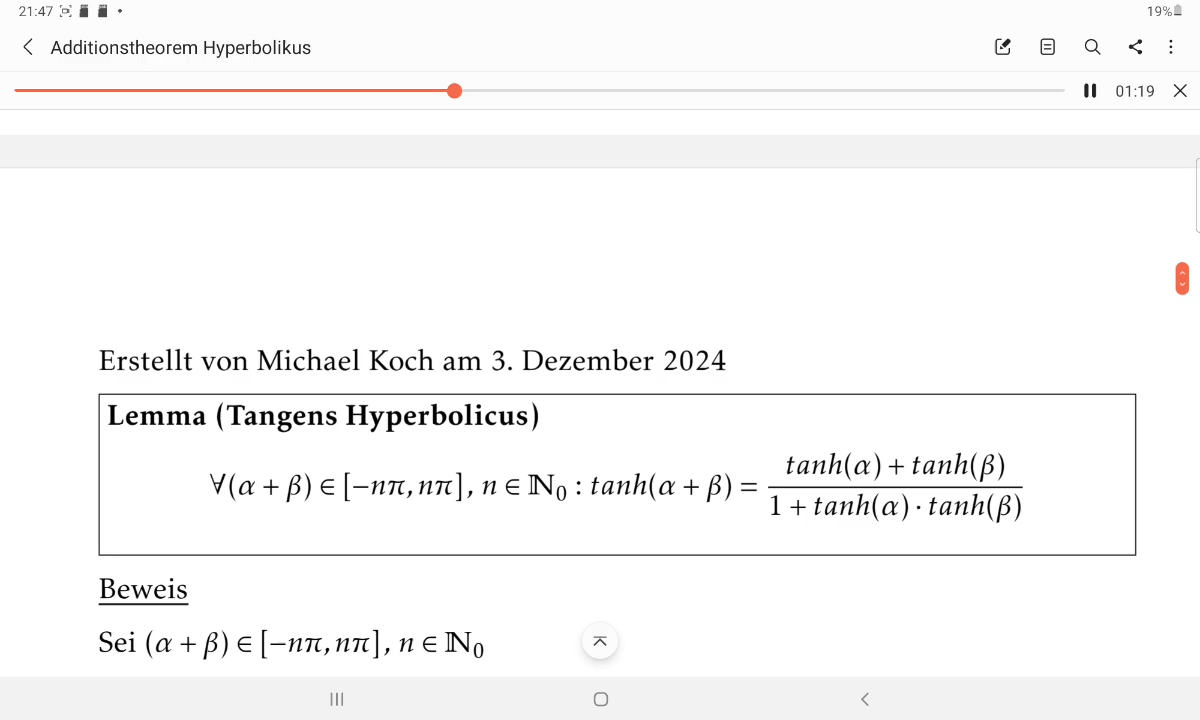 21:47
19%
Additionstheorem Hyperbolikus
01:19
Erstellt von Michael Koch am 3. Dezember 2024
Lemma (Tangens Hyperbolicus)
∀(α + β) ∈ [−nπ, nπ], n ∈ ℕ₀ : tanh(α + β) = (tanh(α) + tanh(β)) / (1 + tanh(α) · tanh(β))
Beweis
Sei (α + β) ∈ [−nπ, nπ], n ∈ ℕ₀